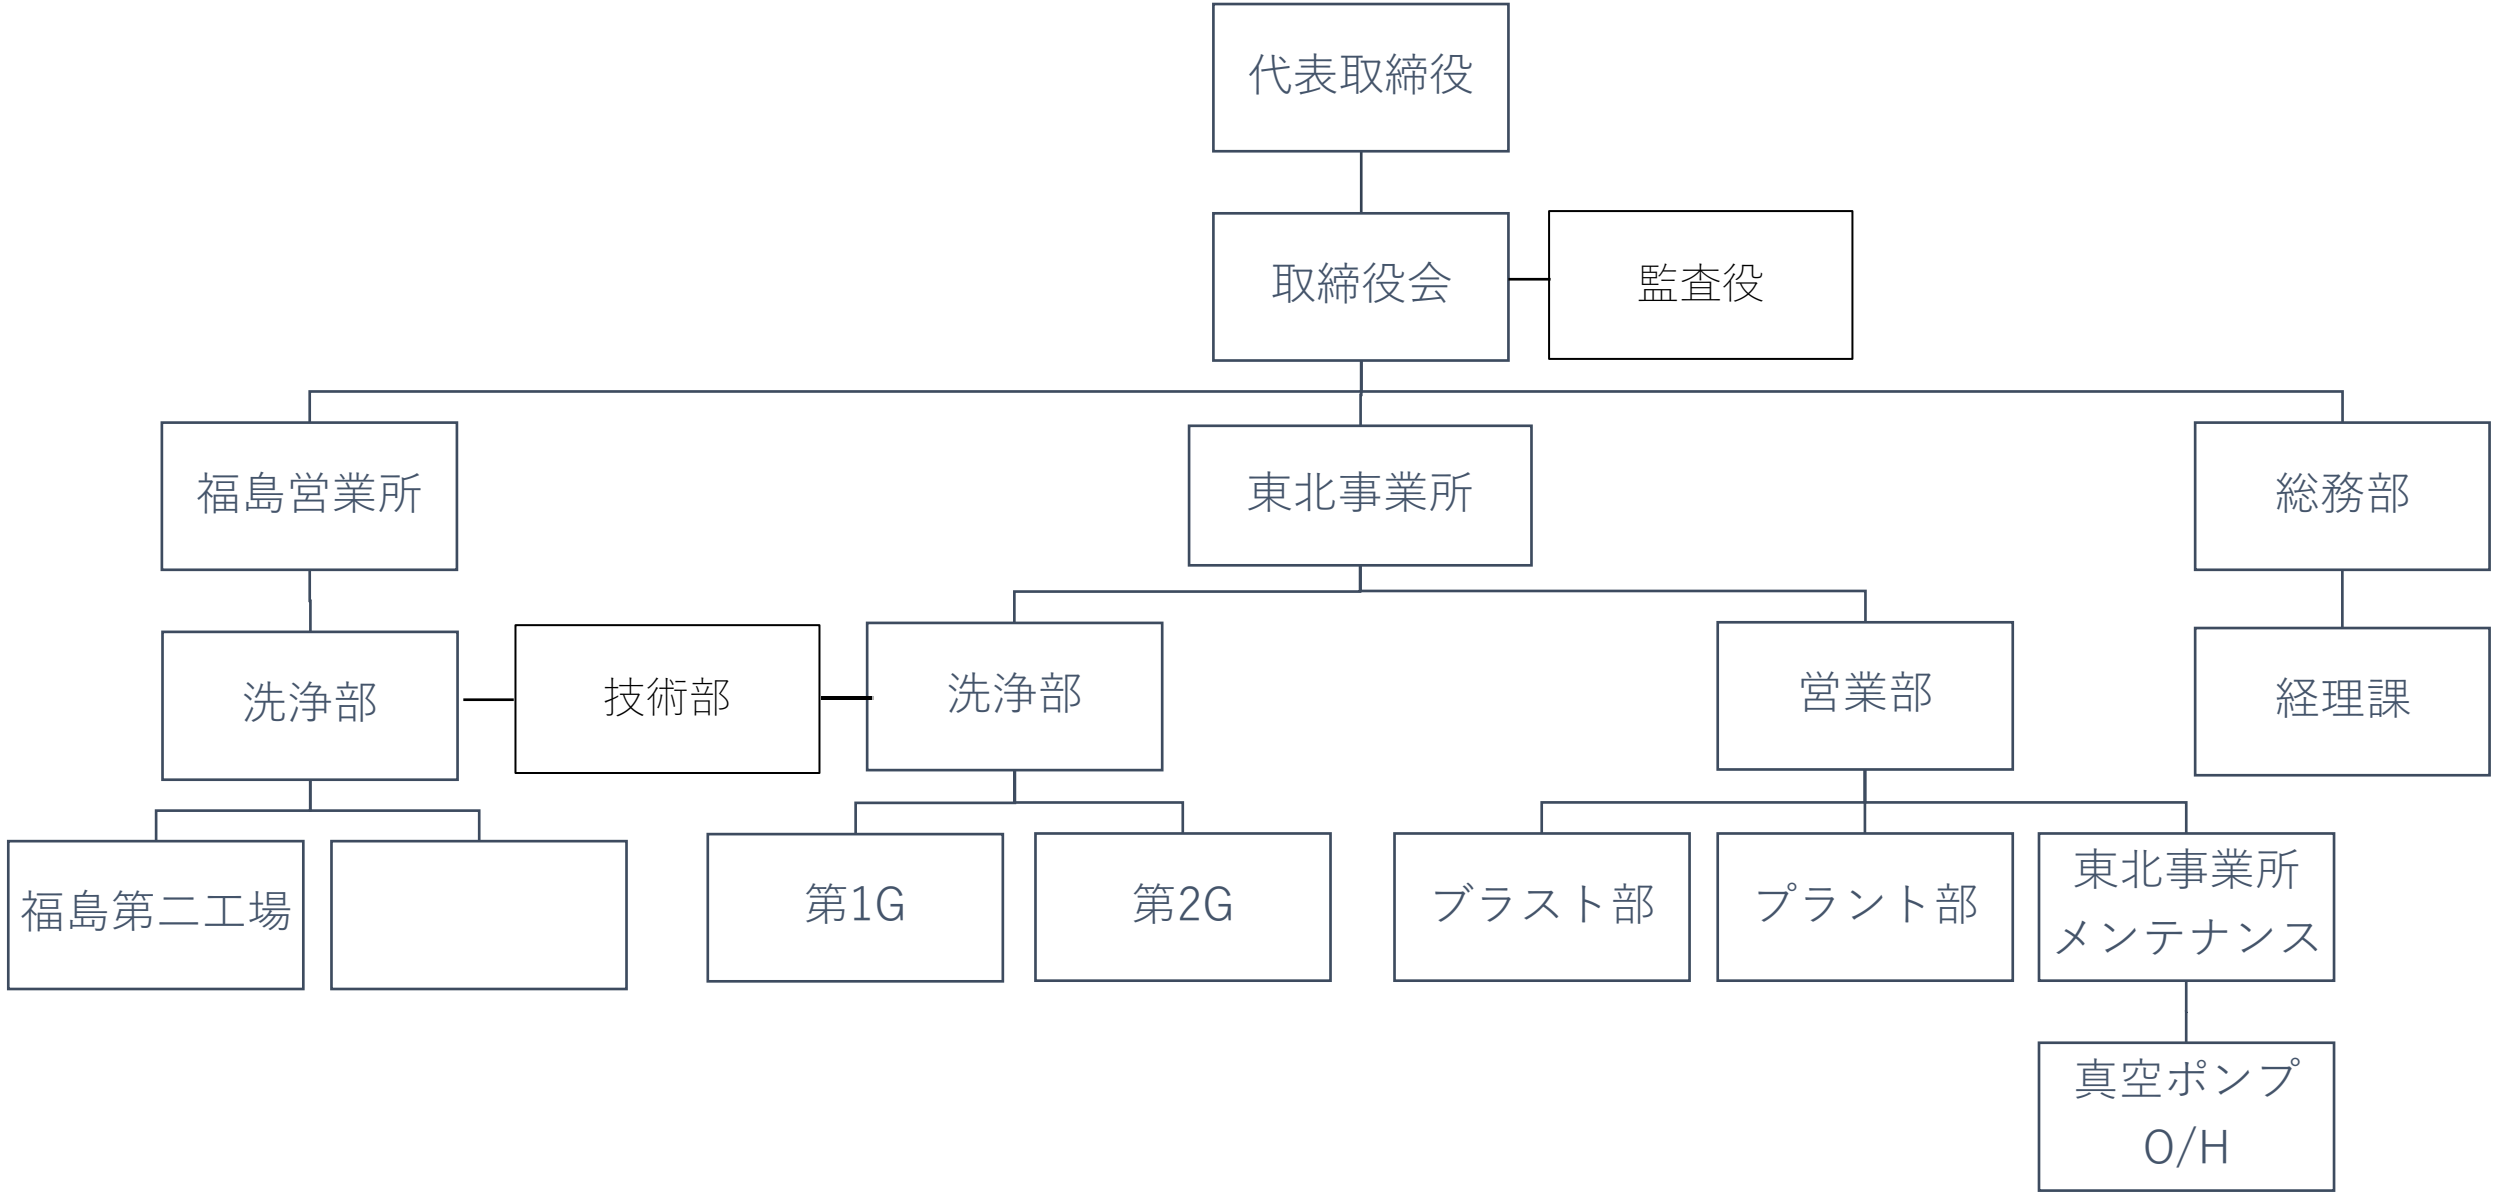 代表取締役
取締役会
監査役
福島営業所
東北事業所
総務部
洗浄部
技術部
洗浄部
営業部
経理課
福島第二工場
第1G
第2G
ブラスト部
プラント部
東北事業所
メンテナンス
真空ポンプ
O/H